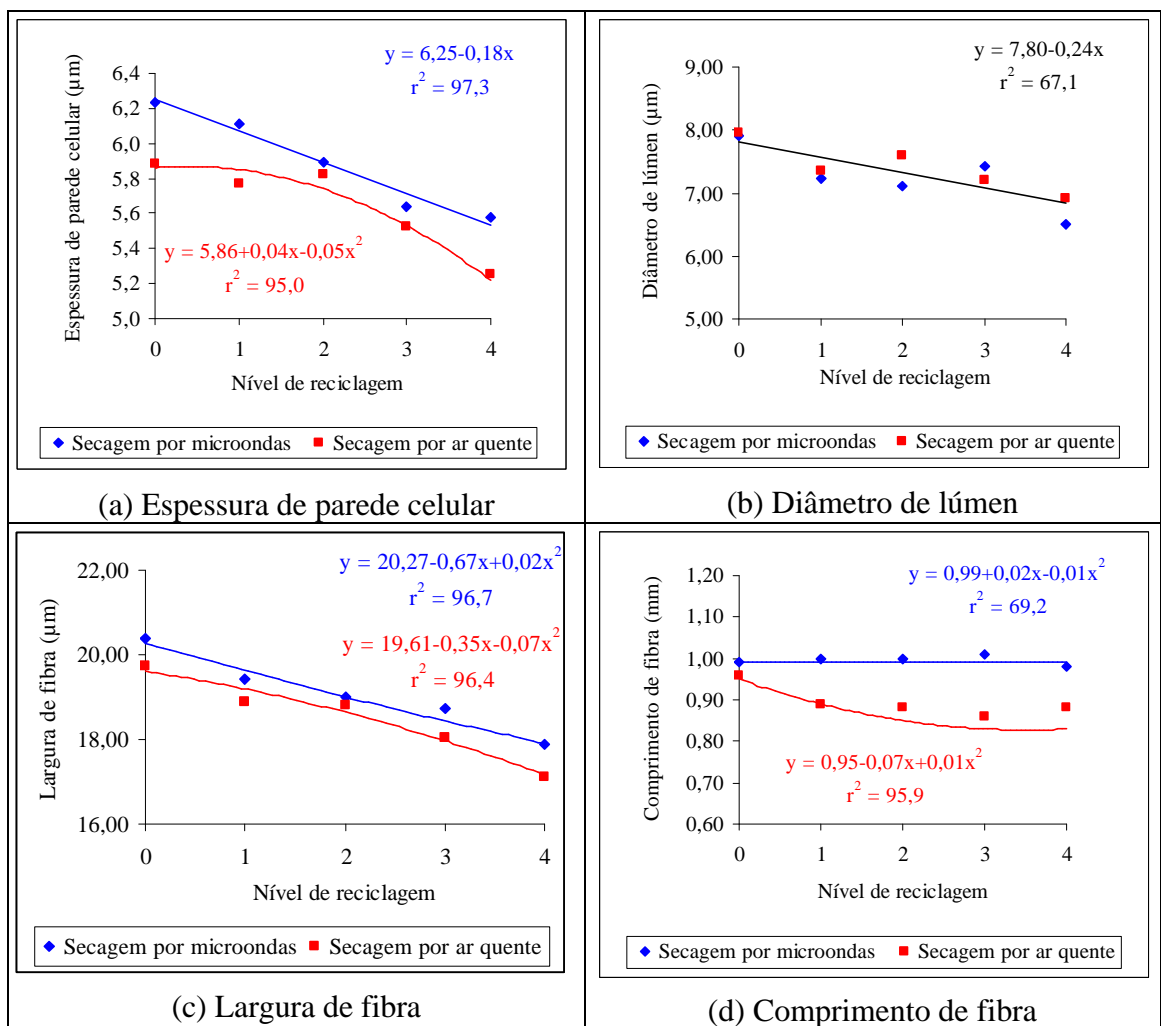 y = 6,25-0,18x
r² = 97,3
6,4
6,2
6,0
5,8
5,6
5,4
5,2
5,0
Espessura de parede celular (µm)
y = 5,86+0,04x-0,05x²
r² = 95,0
0 1 2 3 4
Nível de reciclagem
Secagem por microondas Secagem por ar quente
(a) Espessura de parede celular
y = 7,80-0,24x
r² = 67,1
9,00
8,00
7,00
6,00
5,00
Diâmetro de lúmen (µm)
0 1 2 3 4
Nível de reciclagem
Secagem por microondas Secagem por ar quente
(b) Diâmetro de lúmen
y = 20,27-0,67x+0,02x²
r² = 96,7
y = 19,61-0,35x-0,07x²
r² = 96,4
22,00
20,00
18,00
16,00
Largura de fibra (µm)
0 1 2 3 4
Nível de reciclagem
Secagem por microondas Secagem por ar quente
(c) Largura de fibra
y = 0,99+0,02x-0,01x²
r² = 69,2
1,20
1,10
1,00
0,90
0,80
0,70
0,60
Comprimento de fibra (mm)
y = 0,95-0,07x+0,01x²
r² = 95,9
0 1 2 3 4
Nível de reciclagem
Secagem por microondas Secagem por ar quente
(d) Comprimento de fibra